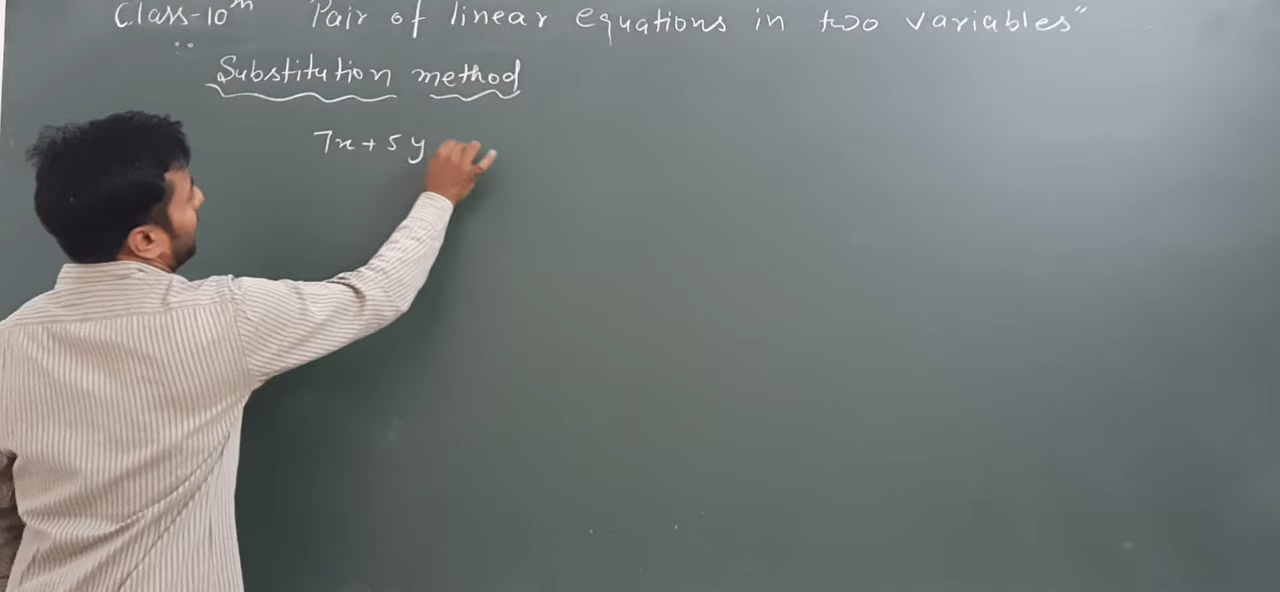 Class-10th Pair of linear equations in two variables"
Substitution method
7x+5y